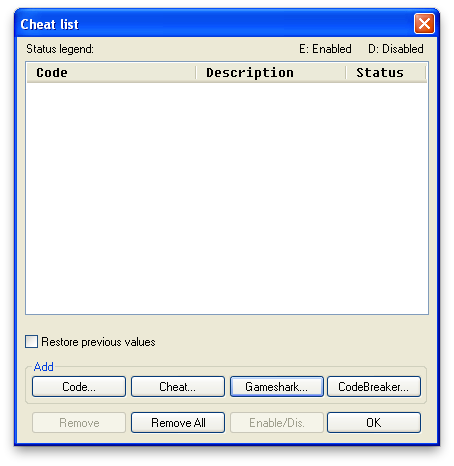 Cheat list
Status legend: E: Enabled D: Disabled
Code Description Status
Restore previous values
Add
Code... Cheat... Gameshark... CodeBreaker...
Remove Remove All Enable/Dis. OK